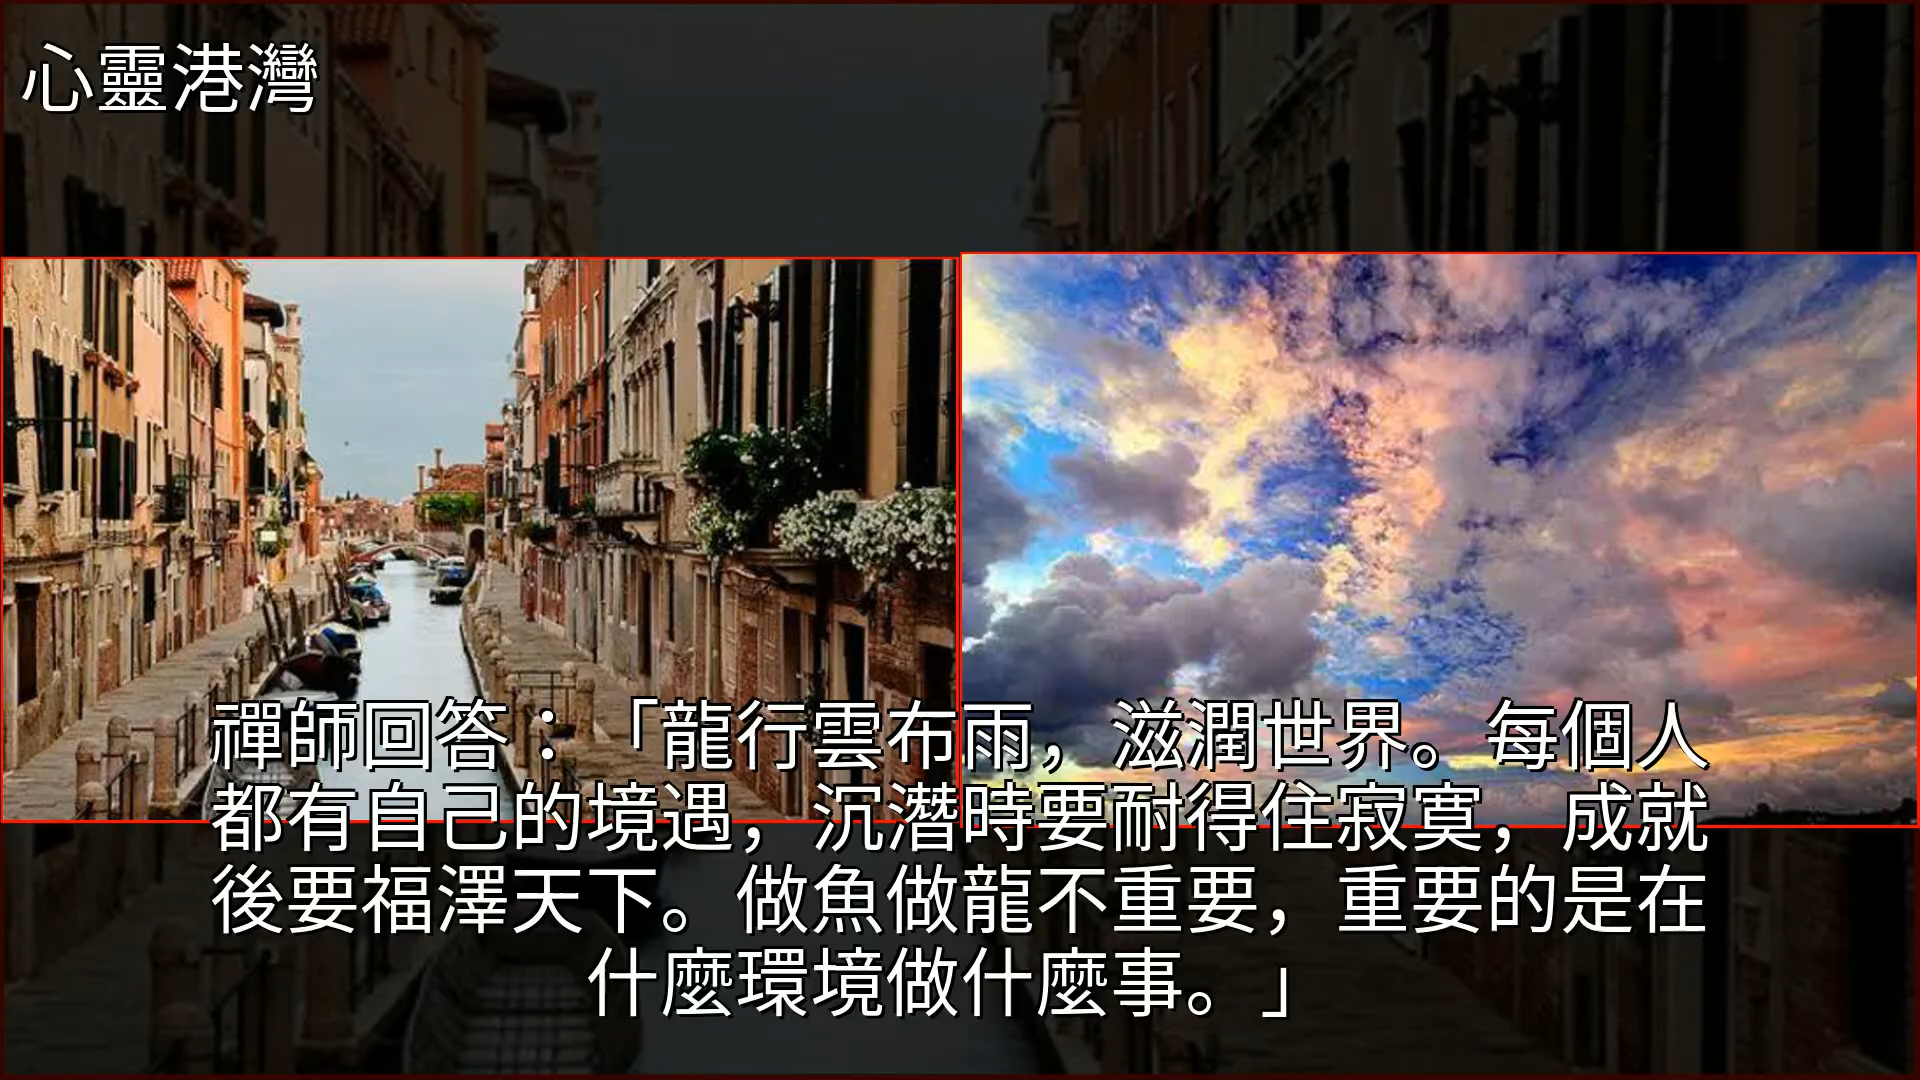 心靈港灣
禪師回答：「龍行雲布雨，滋潤世界。每個人
都有自己的境遇，沉潛時要耐得住寂寞，成就
後要福澤天下。做魚做龍不重要，重要的是在
什麼環境做什麼事。」